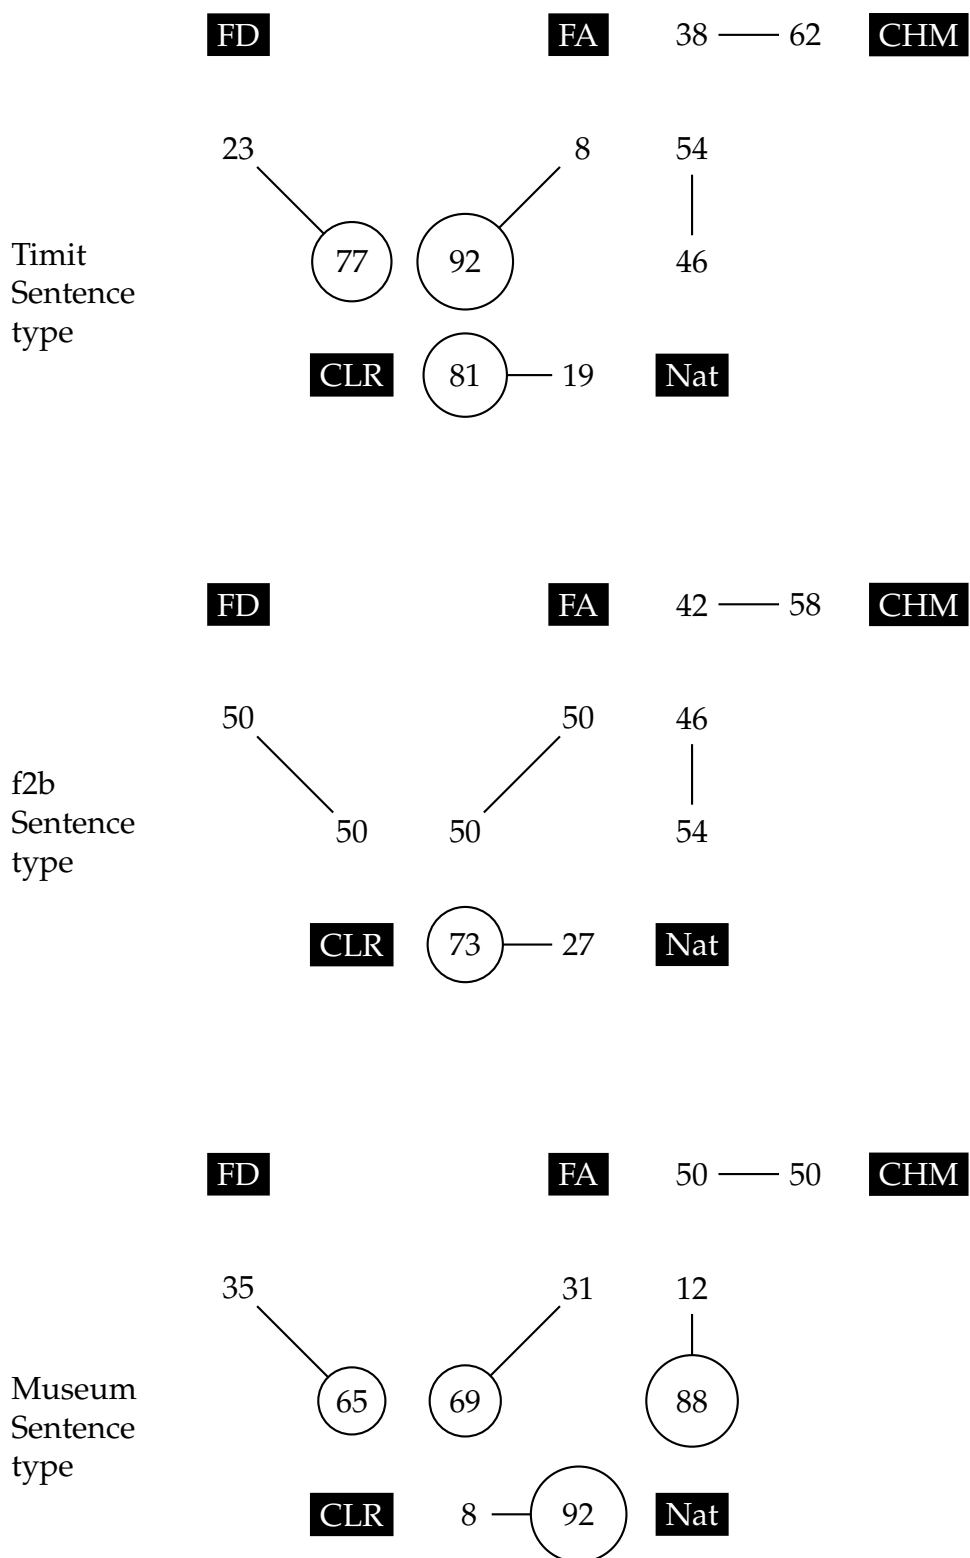 FD FA 38 62 CHM
23 8 54
Timit
Sentence
type
77 92 46
CLR 81 19 Nat
FD FA 42 58 CHM
50 50 46
f2b
Sentence
type
50 50 54
CLR 73 27 Nat
FD FA 50 50 CHM
35 31 12
Museum
Sentence
type
65 69 88
CLR 8 92 Nat